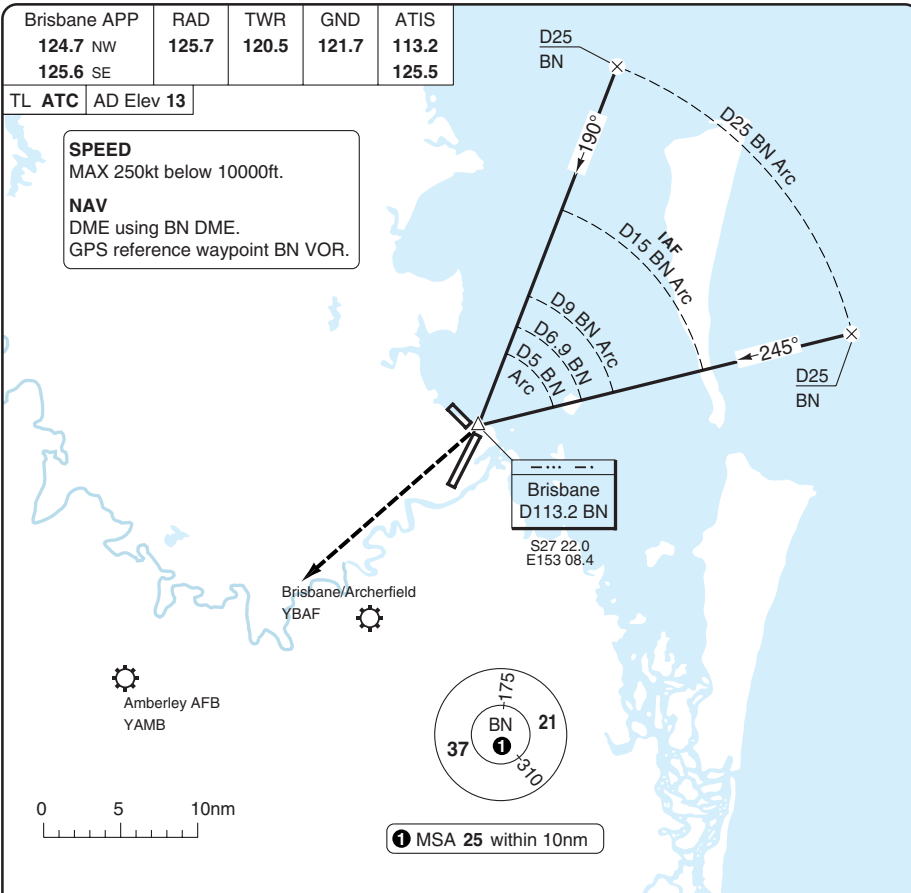 Brisbane APP RAD TWR GND ATIS
124.7 NW 125.7 120.5 121.7 113.2
125.6 SE 125.5
TL ATC AD Elev 13
SPEED
MAX 250kt below 10000ft.
NAV
DME using BN DME.
GPS reference waypoint BN VOR.
D25
BN
190°
D25 BN Arc
IAF
D15 BN Arc
D9 BN Arc
D6.9 BN
D5 BN
Arc
245°
D25
BN
Brisbane
D113.2 BN
S27 22.0
E153 08.4
Brisbane/Archerfield
YBAF
Amberley AFB
YAMB
175
BN
21
37
1
310
0 5 10nm
1 MSA 25 within 10nm